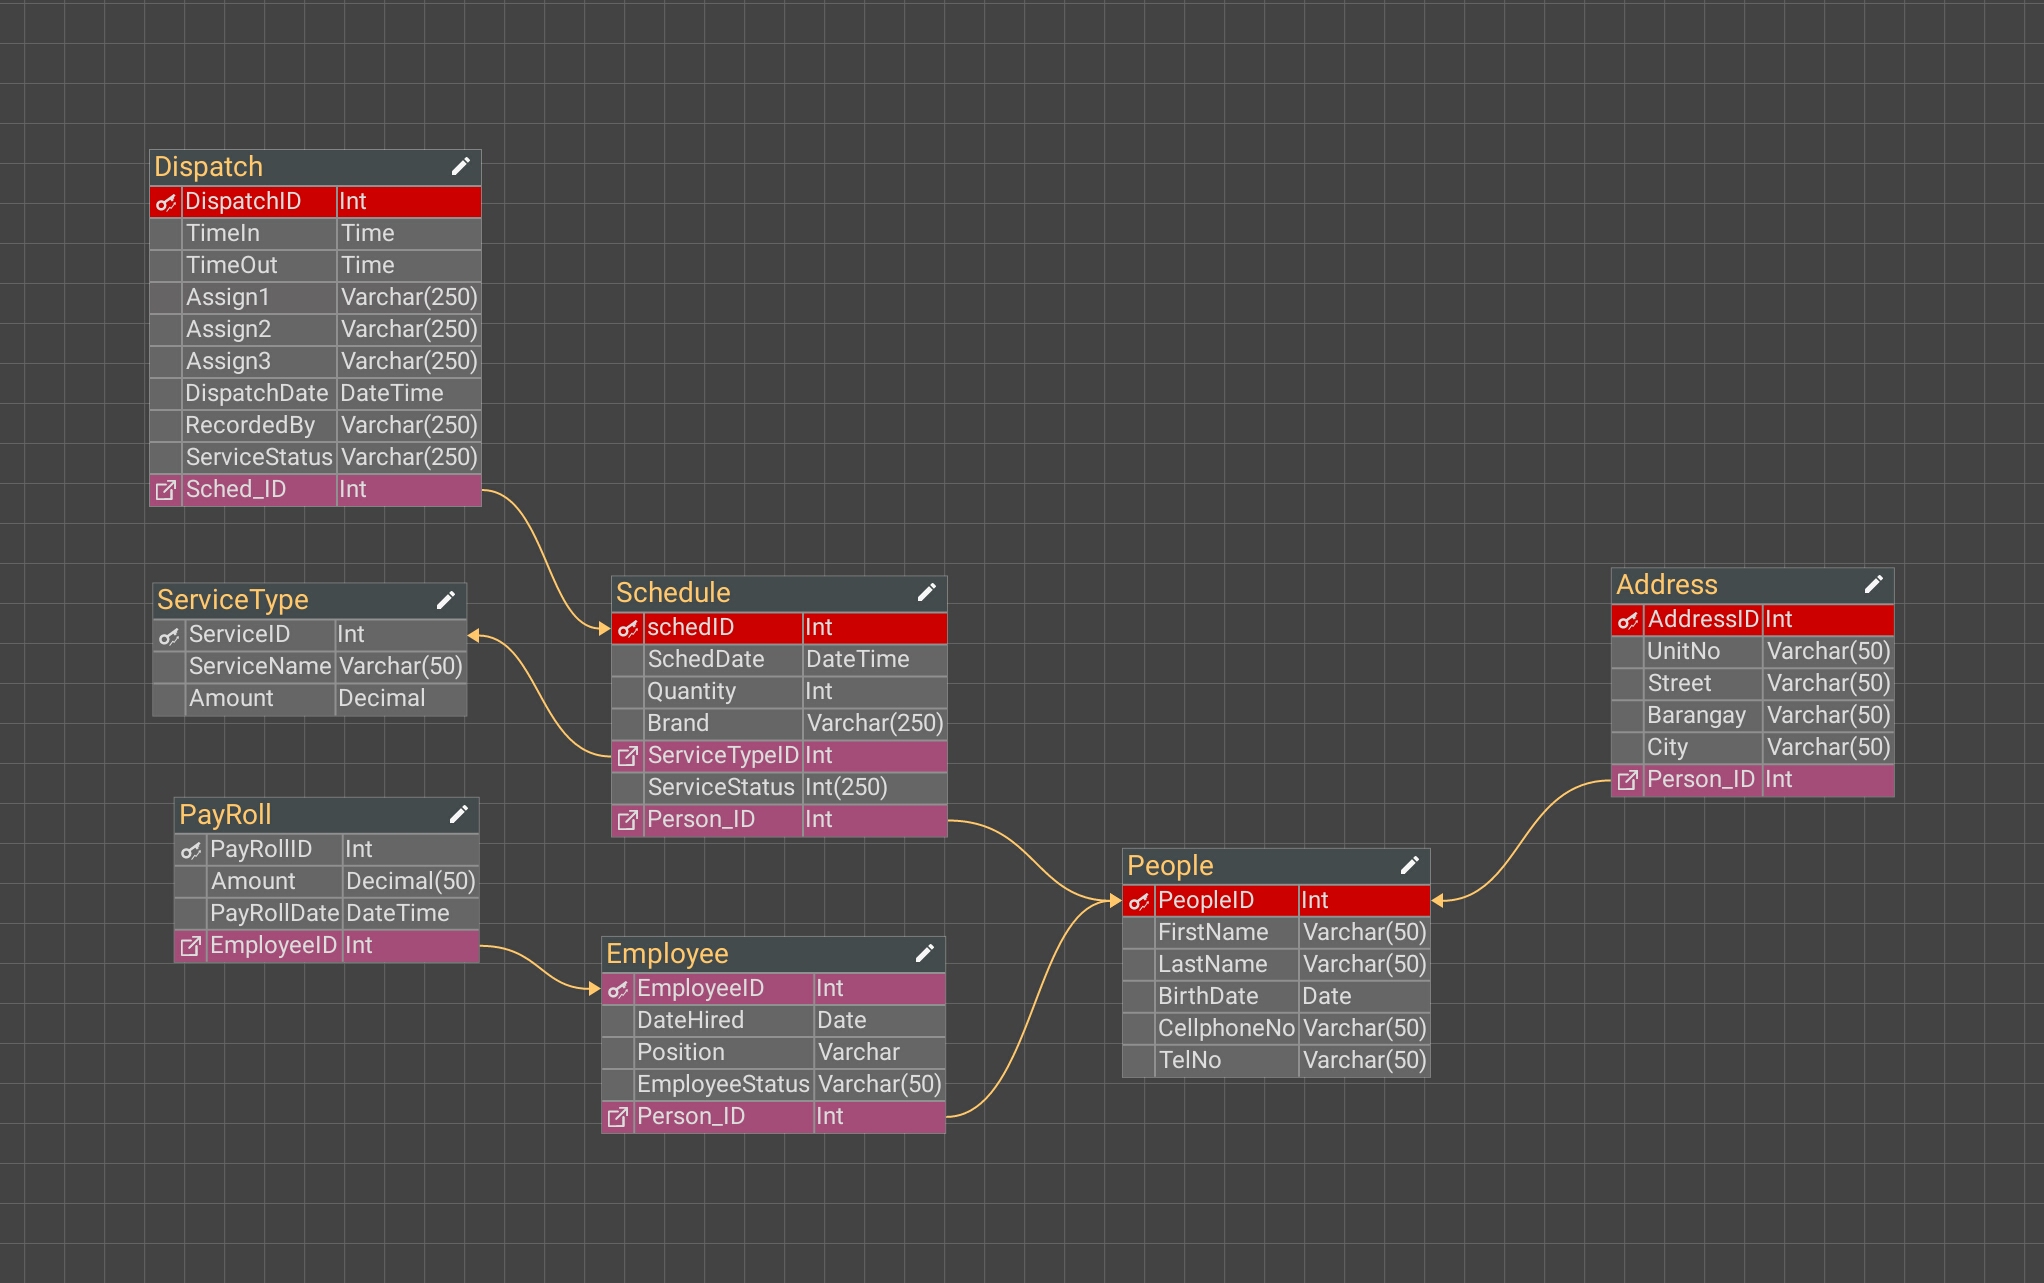 Dispatch
DispatchID Int
TimeIn Time
TimeOut Time
Assign1 Varchar(250)
Assign2 Varchar(250)
Assign3 Varchar(250)
DispatchDate DateTime
RecordedBy Varchar(250)
ServiceStatus Varchar(250)
Sched_ID Int
ServiceType
ServiceID Int
ServiceName Varchar(50)
Amount Decimal
PayRoll
PayRollID Int
Amount Decimal(50)
PayRollDate DateTime
EmployeeID Int
Schedule
schedID Int
SchedDate DateTime
Quantity Int
Brand Varchar(250)
ServiceTypeID Int
ServiceStatus Int(250)
Person_ID Int
Employee
EmployeeID Int
DateHired Date
Position Varchar
EmployeeStatus Varchar(50)
Person_ID Int
People
PeopleID Int
FirstName Varchar(50)
LastName Varchar(50)
BirthDate Date
CellphoneNo Varchar(50)
TelNo Varchar(50)
Address
AddressID Int
UnitNo Varchar(50)
Street Varchar(50)
Barangay Varchar(50)
City Varchar(50)
Person_ID Int